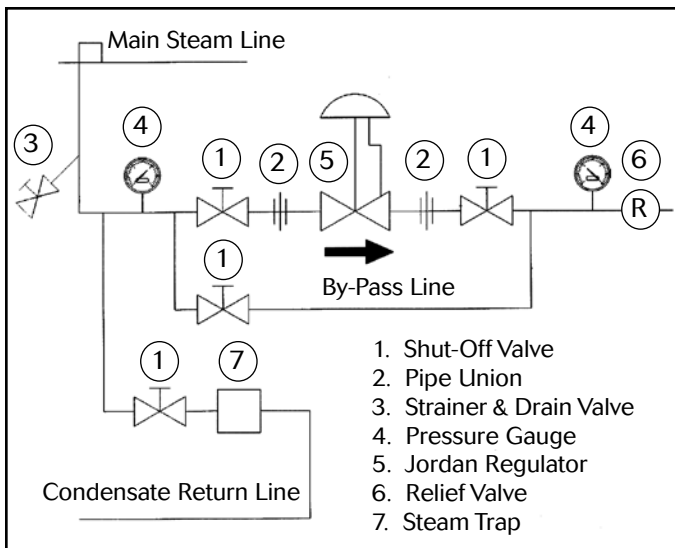 Main Steam Line
3
4
1
2
5
2
1
4
6
R
1
By-Pass Line
1
7
Condensate Return Line
1. Shut-Off Valve
2. Pipe Union
3. Strainer & Drain Valve
4. Pressure Gauge
5. Jordan Regulator
6. Relief Valve
7. Steam Trap